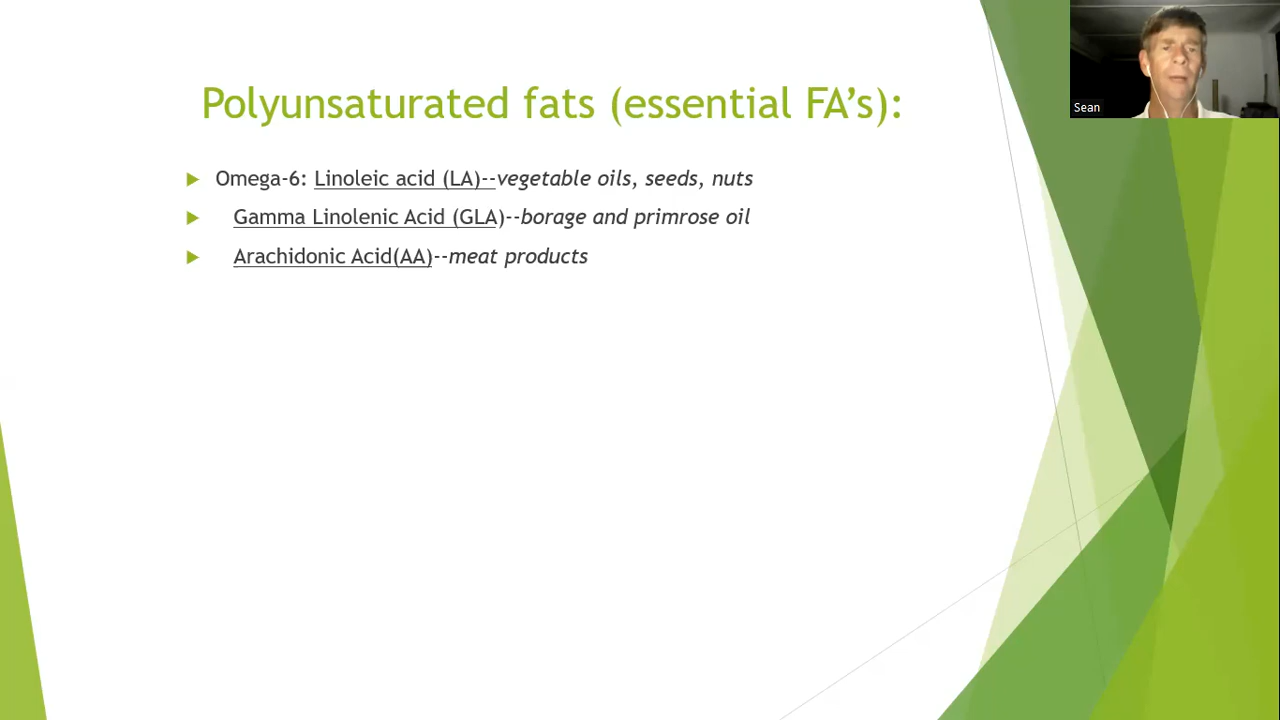 Polyunsaturated fats (essential FA’s):
Omega-6: Linoleic acid (LA)--vegetable oils, seeds, nuts
Gamma Linolenic Acid (GLA)--borage and primrose oil
Arachidonic Acid(AA)--meat products
Sean